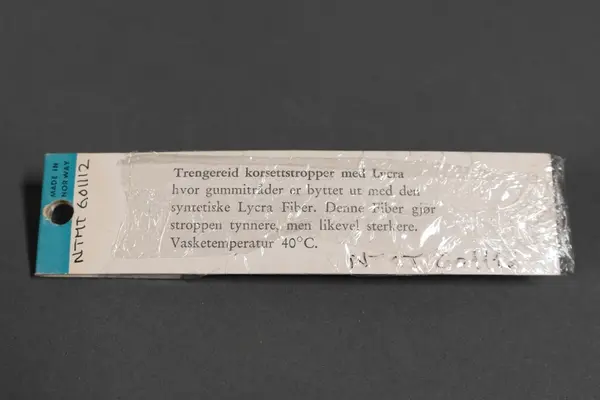 MADE IN
NORWAY
NTMT 601112
Trengereid korsettstropper med Lycra
hvor gummitråder er byttet ut med den
syntetiske Lycra Fiber. Denne Fiber gjør
stroppen tynnere, men likevel sterkere.
Vasketemperatur 40°C.